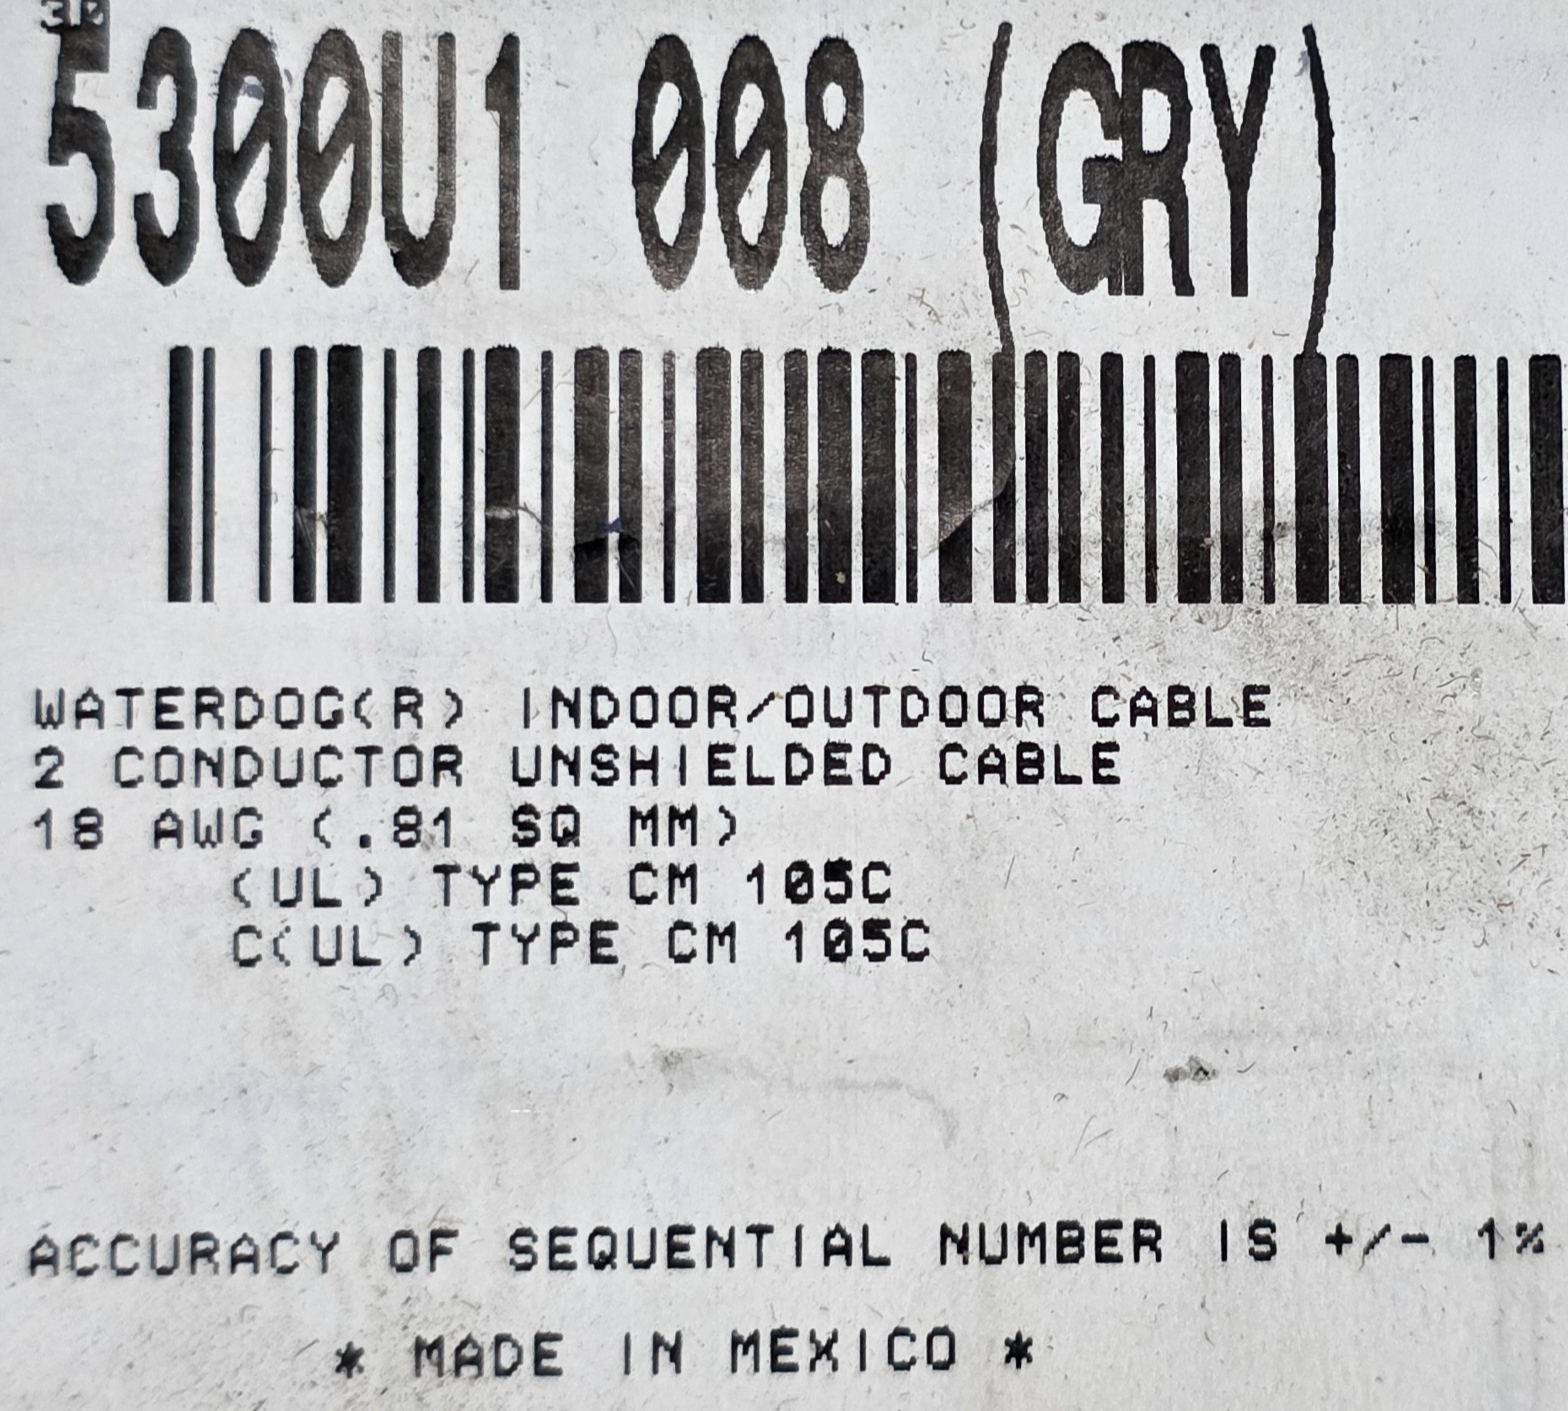 5300U1 008 (GRY)
WATERDOG(R) INDOOR/OUTDOOR CABLE
2 CONDUCTOR UNSHIELDED CABLE
18 AWG (.81 SQ MM)
(UL) TYPE CM 105C
C(UL) TYPE CM 105C
ACCURACY OF SEQUENTIAL NUMBER IS +/- 1%
* MADE IN MEXICO *